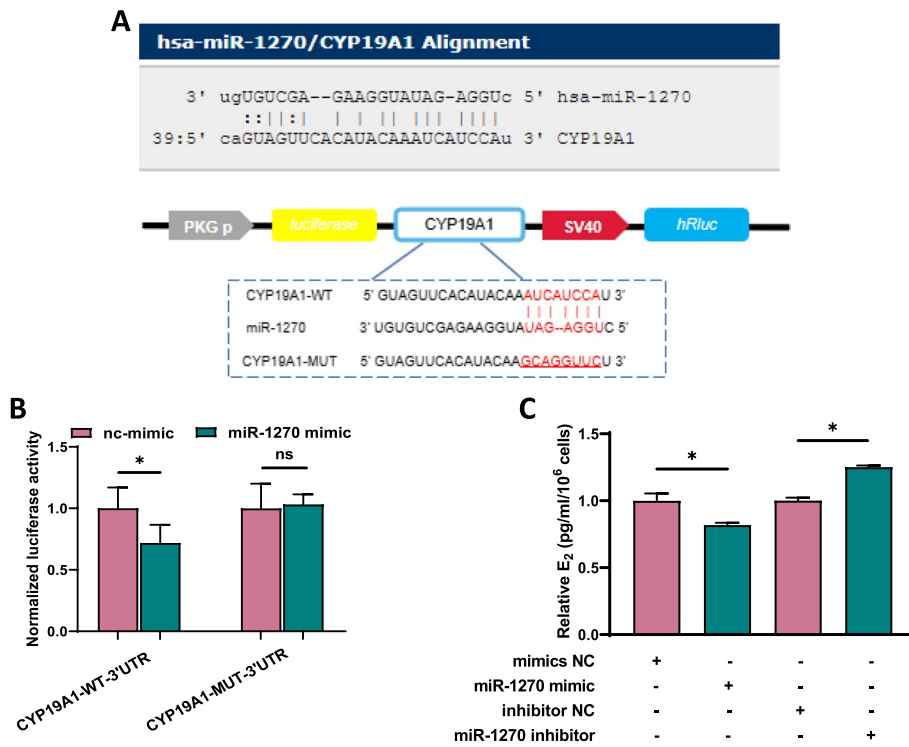 A
hsa-miR-1270/CYP19A1 Alignment
3' ugUGUCGA--GAAGGUAUAG-AGGUc 5' hsa-miR-1270
::||:| | | || ||| ||||
39:5' caGUAGUUCACAUACAAAUCAUCCAu 3' CYP19A1
PKG p luciferase CYP19A1 SV40 hRluc
CYP19A1-WT 5' GUAGUUCACAUACAAAUCAUCCAU 3'
miR-1270 3' UGUGUCGAGAAGGUAUAG--AGGUC 5'
CYP19A1-MUT 5' GUAGUUCACAUACAAGCAGGUUCU 3'
B
nc-mimic miR-1270 mimic
Normalized luciferase activity
1.5
1.0
0.5
0.0
* ns
CYP19A1-WT-3'UTR CYP19A1-MUT-3'UTR
C
Relative E2 (pg/ml/10⁶ cells)
1.5
1.0
0.5
0.0
* *
mimics NC + - - -
miR-1270 mimic - + - -
inhibitor NC - - + -
miR-1270 inhibitor - - - +